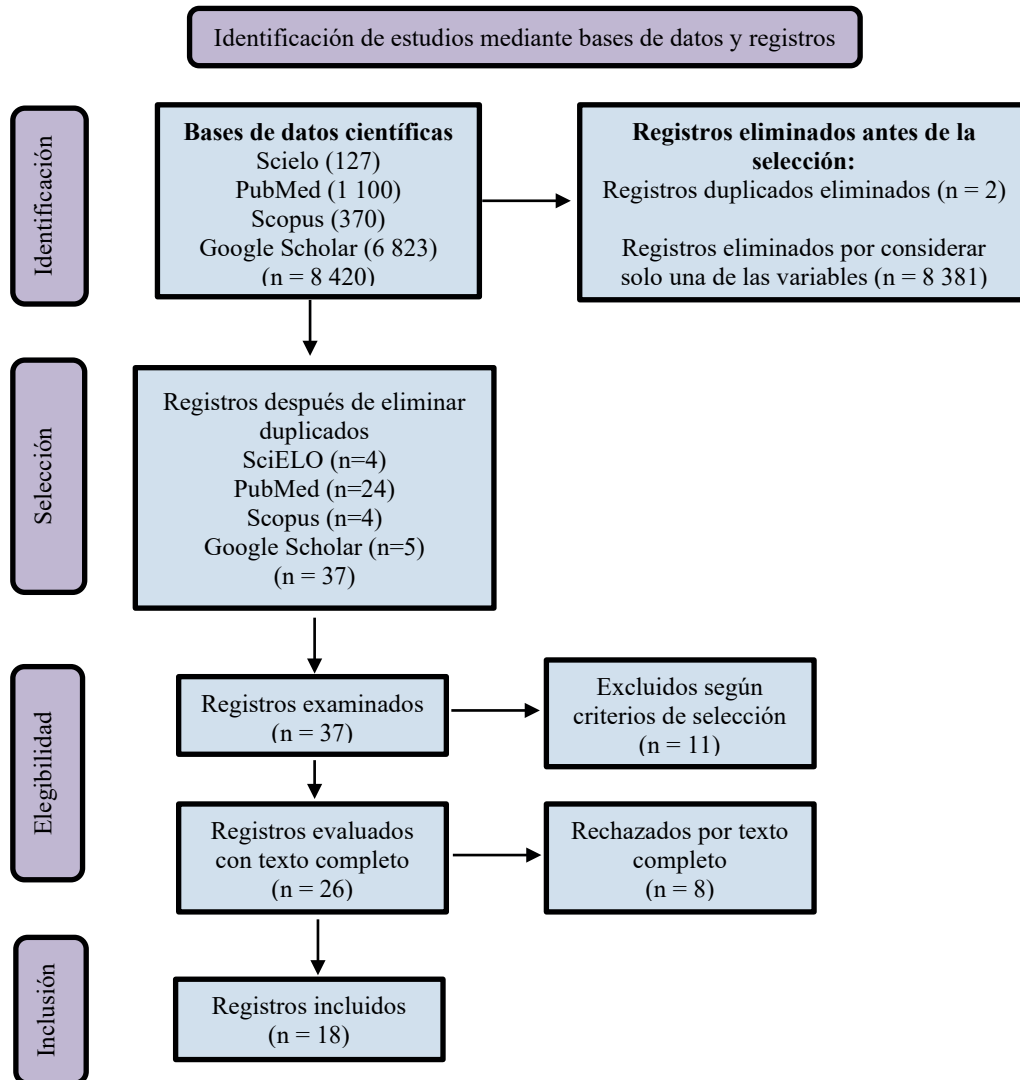 Identificación de estudios mediante bases de datos y registros
Identificación
Bases de datos científicas
Scielo (127)
PubMed (1 100)
Scopus (370)
Google Scholar (6 823)
(n = 8 420)
Registros eliminados antes de la
selección:
Registros duplicados eliminados (n = 2)
Registros eliminados por considerar
solo una de las variables (n = 8 381)
Selección
Registros después de eliminar
duplicados
SciELO (n=4)
PubMed (n=24)
Scopus (n=4)
Google Scholar (n=5)
(n = 37)
Elegibilidad
Registros examinados
(n = 37)
Excluidos según
criterios de selección
(n = 11)
Registros evaluados
con texto completo
(n = 26)
Rechazados por texto
completo
(n = 8)
Inclusión
Registros incluidos
(n = 18)